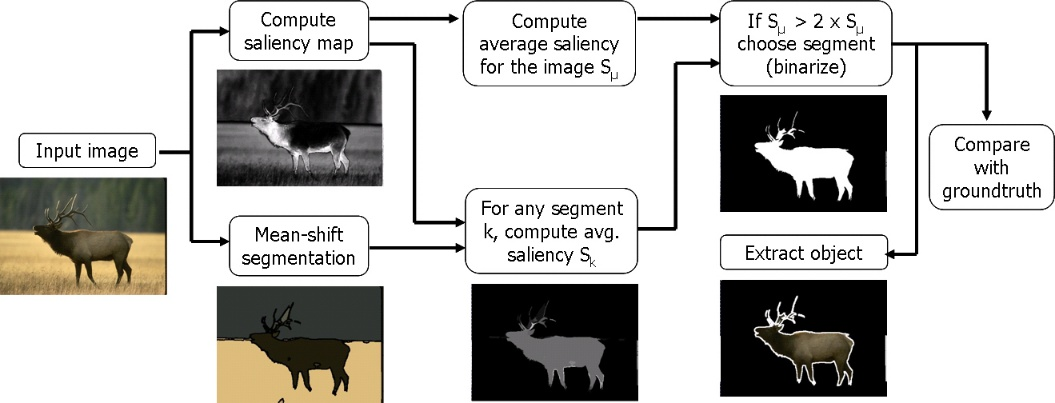 Input image
Compute
saliency map
Mean-shift
segmentation
Compute
average saliency
for the image Sμ
For any segment
k, compute avg.
saliency Sk
If Sμ > 2 x Sμ
choose segment
(binarize)
Extract object
Compare
with
groundtruth